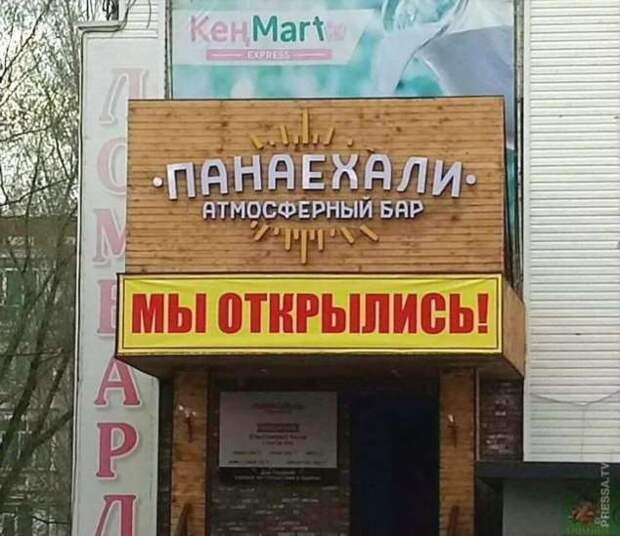 КеңMart
EXPRESS
ЛОМБАРД
ПАНАЕХАЛИ
АТМОСФЕРНЫЙ БАР
МЫ ОТКРЫЛИСЬ!
PRESSA.TV